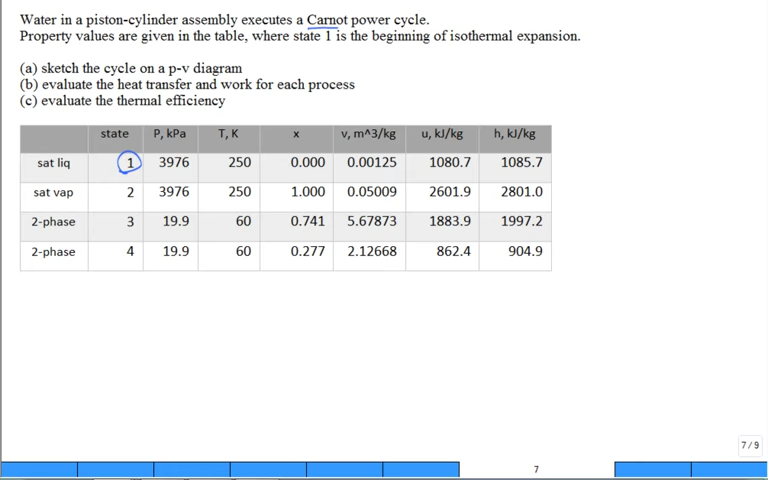 Water in a piston-cylinder assembly executes a Carnot power cycle.
Property values are given in the table, where state 1 is the beginning of isothermal expansion.
(a) sketch the cycle on a p-v diagram
(b) evaluate the heat transfer and work for each process
(c) evaluate the thermal efficiency
state P, kPa T, K x v, m^3/kg u, kJ/kg h, kJ/kg
sat liq 1 3976 250 0.000 0.00125 1080.7 1085.7
sat vap 2 3976 250 1.000 0.05009 2601.9 2801.0
2-phase 3 19.9 60 0.741 5.67873 1883.9 1997.2
2-phase 4 19.9 60 0.277 2.12668 862.4 904.9
7/9
7